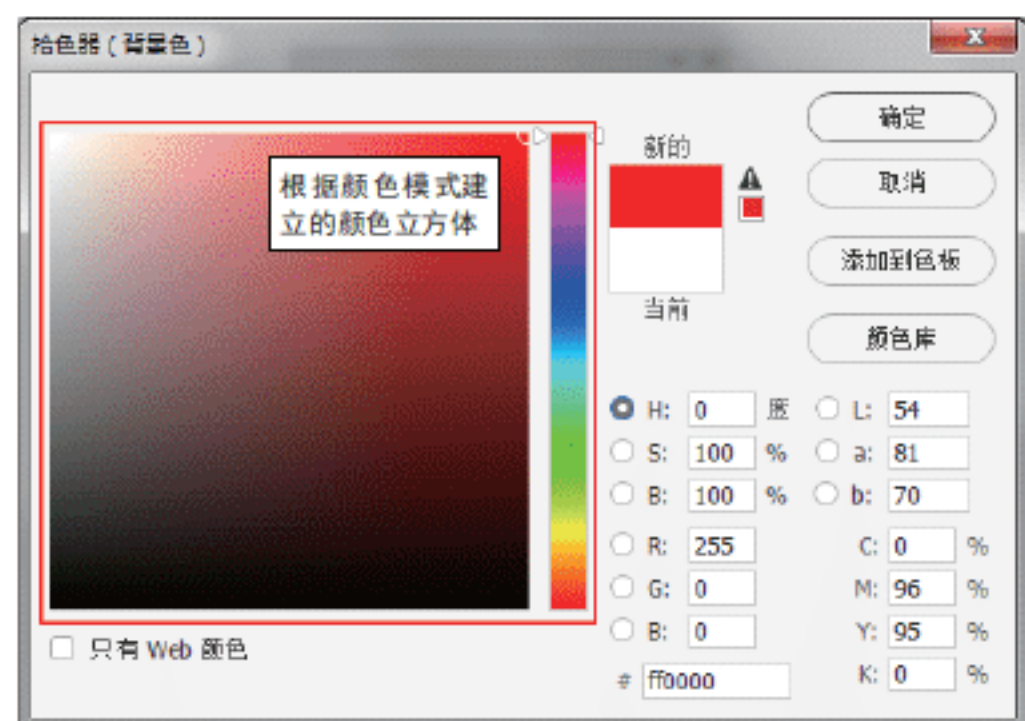 拾色器 ( 背景色 )
根据颜色模式建
立的颜色立方体
新的
当前
确定
取消
添加到色板
颜色库
H: 0 度
S: 100 %
B: 100 %
R: 255
G: 0
B: 0
# ff0000
L: 54
a: 81
b: 70
C: 0 %
M: 96 %
Y: 95 %
K: 0 %
只有 Web 颜色